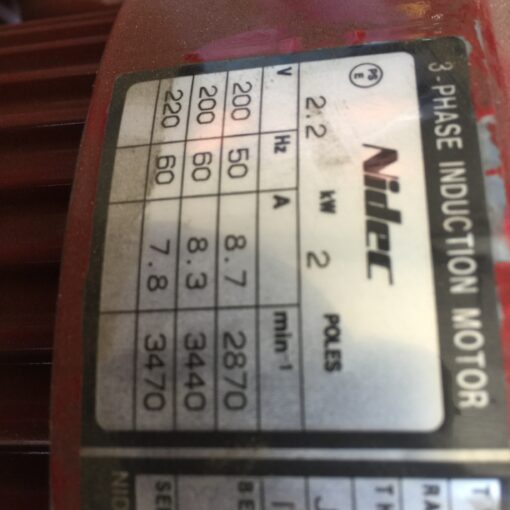 3-PHASE INDUCTION MOTOR
PS E Nidec
2.2 kW 2 POLES
V Hz A min-1
200 50 8.7 2870
200 60 8.3 3440
220 60 7.8 3470